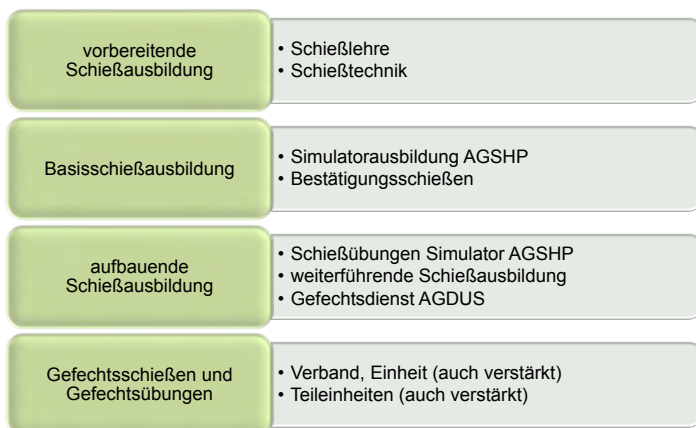 vorbereitende
Schießausbildung
• Schießlehre
• Schießtechnik
Basisschießausbildung
• Simulatorausbildung AGSHP
• Bestätigungsschießen
aufbauende
Schießausbildung
• Schießübungen Simulator AGSHP
• weiterführende Schießausbildung
• Gefechtsdienst AGDUS
Gefechtsschießen und
Gefechtsübungen
• Verband, Einheit (auch verstärkt)
• Teileinheiten (auch verstärkt)